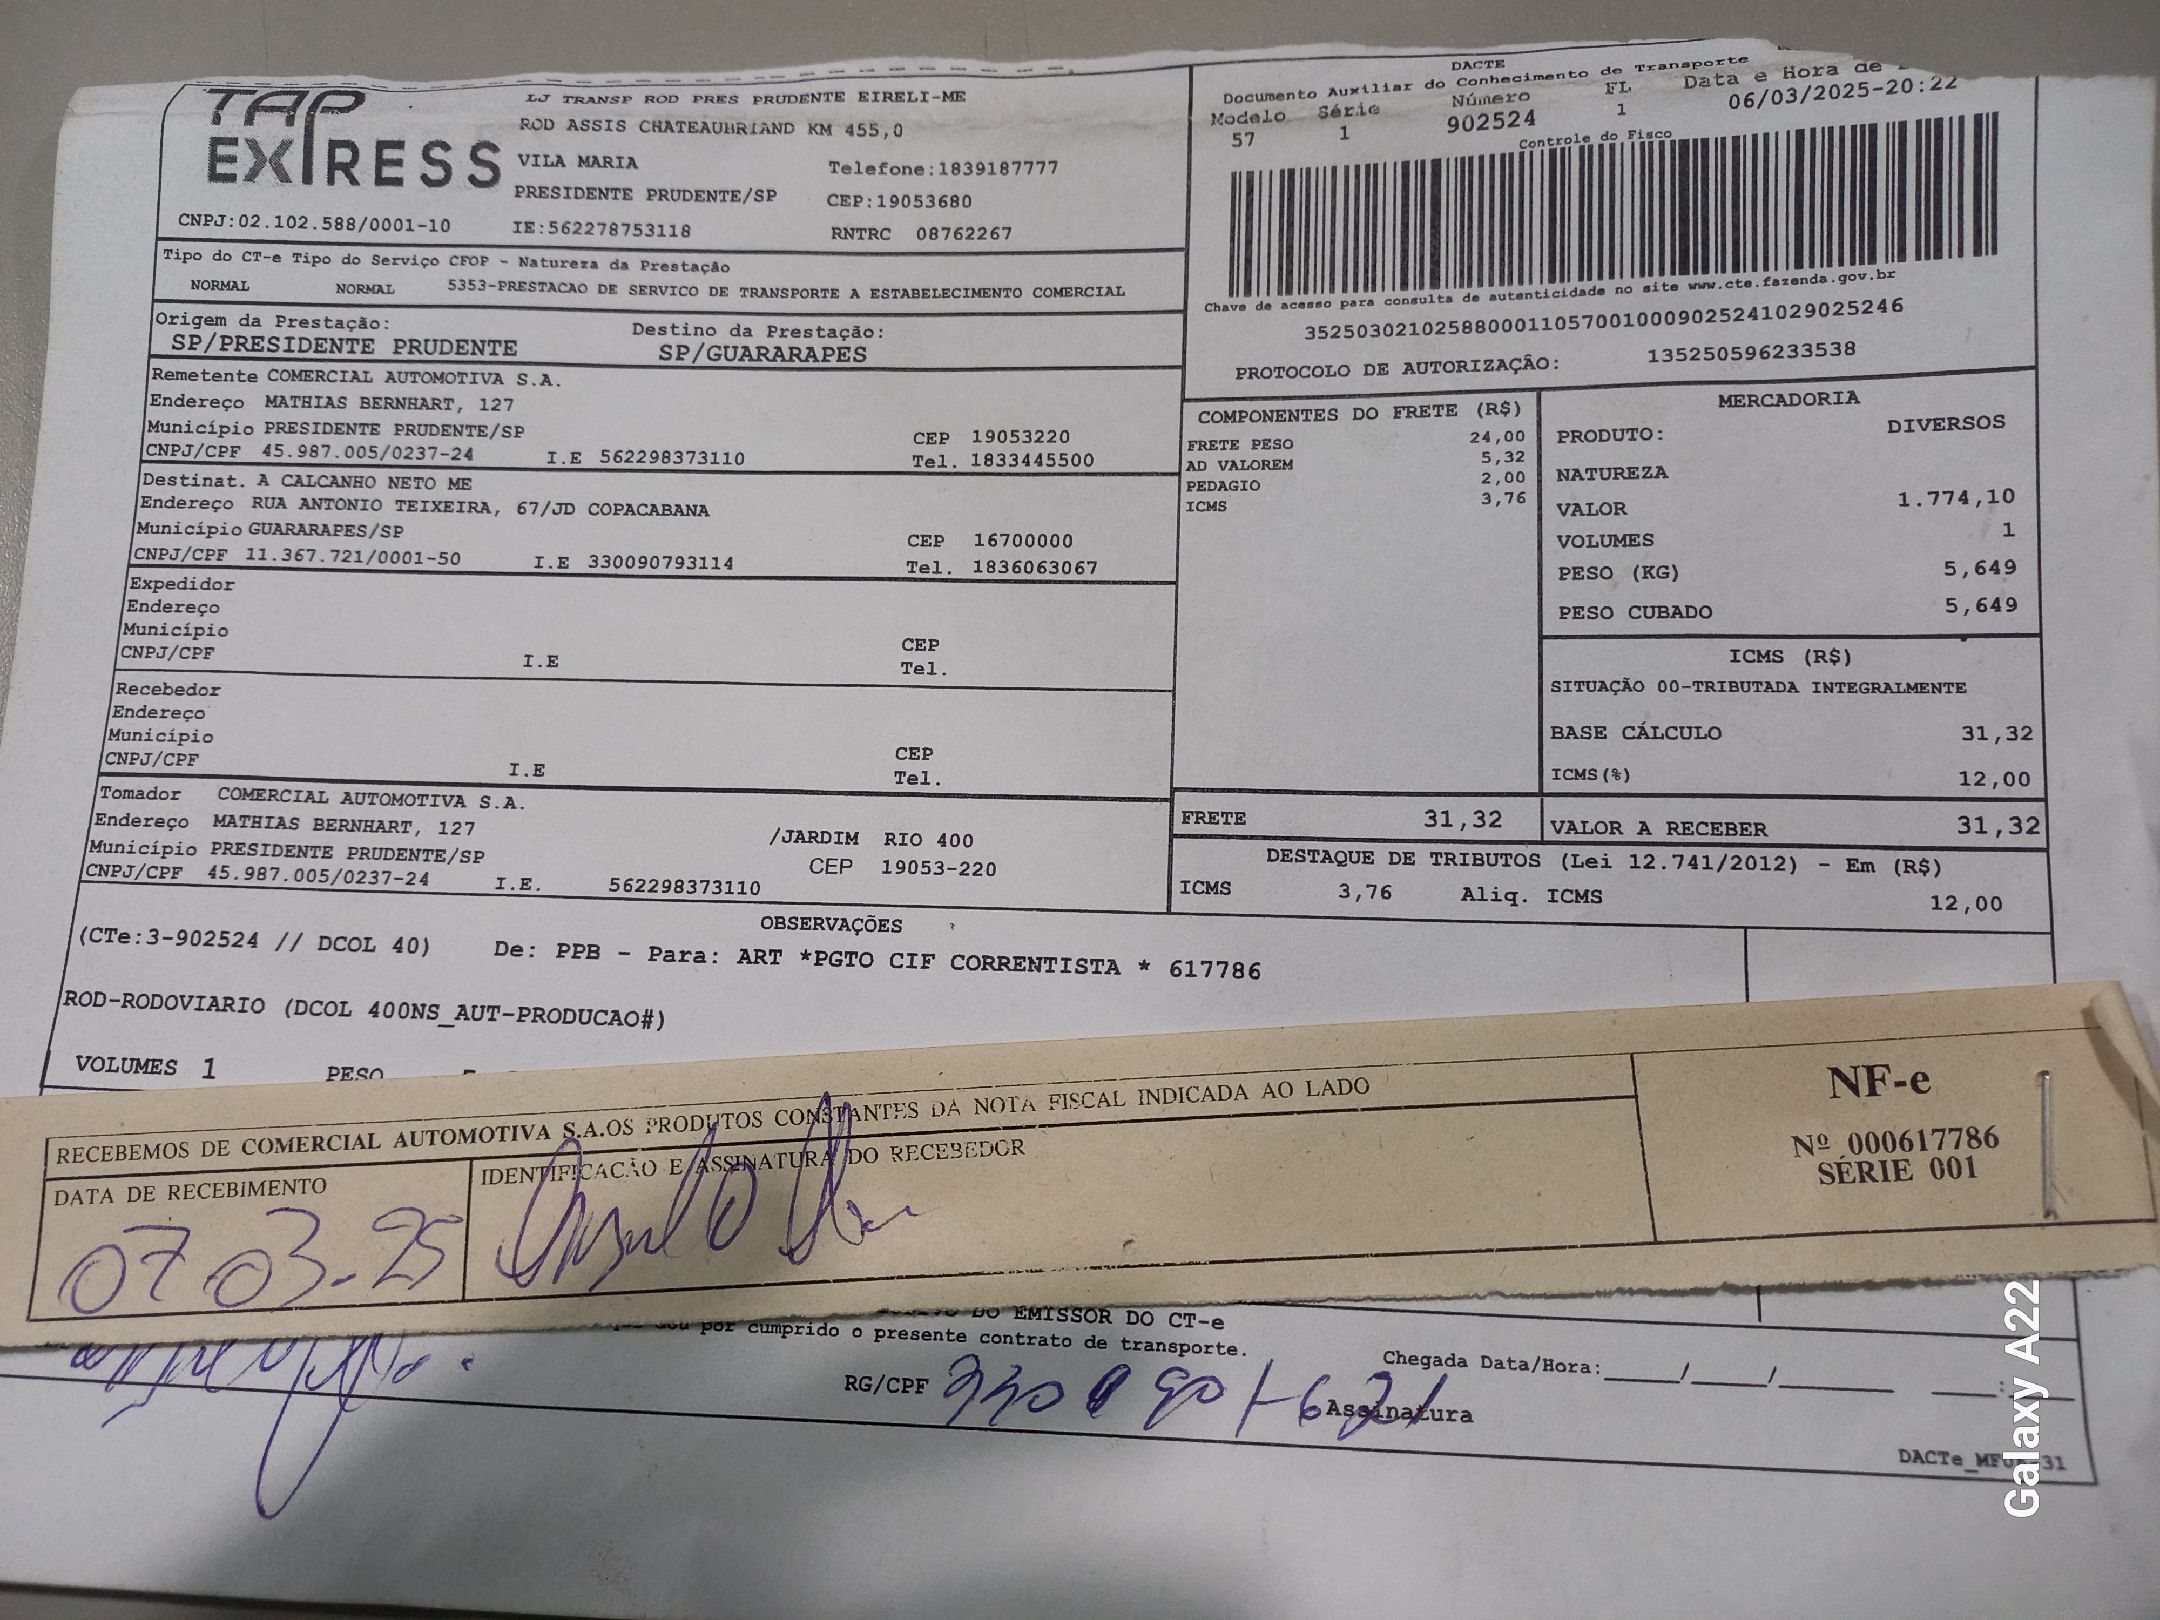 TAP EXPRESS
LJ TRANSP ROD PRES PRUDENTE EIRELI-ME
ROD ASSIS CHATEAUBRIAND KM 455,0
VILA MARIA Telefone:1839187777
PRESIDENTE PRUDENTE/SP CEP:19053680
CNPJ:02.102.588/0001-10 IE:562278753118 RNTRC 08762267
DACTE
Documento Auxiliar do Conhecimento de Transporte
Modelo Série Número FL Data e Hora de
57 1 902524 1 06/03/2025-20:22
Controle do Fisco
Chave de acesso para consulta de autenticidade no site www.cte.fazenda.gov.br
35250302102588000110570010009025241029025246
PROTOCOLO DE AUTORIZAÇÃO: 135250596233538
Tipo do CT-e Tipo do Serviço CFOP - Natureza da Prestação
NORMAL NORMAL 5353-PRESTACAO DE SERVICO DE TRANSPORTE A ESTABELECIMENTO COMERCIAL
Origem da Prestação: Destino da Prestação:
SP/PRESIDENTE PRUDENTE SP/GUARARAPES
Remetente COMERCIAL AUTOMOTIVA S.A.
Endereço MATHIAS BERNHART, 127
Município PRESIDENTE PRUDENTE/SP CEP 19053220
CNPJ/CPF 45.987.005/0237-24 I.E 562298373110 Tel. 1833445500
Destinat. A CALCANHO NETO ME
Endereço RUA ANTONIO TEIXEIRA, 67/JD COPACABANA
Município GUARARAPES/SP CEP 16700000
CNPJ/CPF 11.367.721/0001-50 I.E 330090793114 Tel. 1836063067
Expedidor
Endereço
Município CEP
CNPJ/CPF I.E Tel.
Recebedor
Endereço
Município CEP
CNPJ/CPF I.E Tel.
Tomador COMERCIAL AUTOMOTIVA S.A.
Endereço MATHIAS BERNHART, 127 /JARDIM RIO 400
Município PRESIDENTE PRUDENTE/SP CEP 19053-220
CNPJ/CPF 45.987.005/0237-24 I.E. 562298373110
COMPONENTES DO FRETE (R$)
FRETE PESO 24,00
AD VALOREM 5,32
PEDAGIO 2,00
ICMS 3,76
MERCADORIA
PRODUTO: DIVERSOS
NATUREZA
VALOR 1.774,10
VOLUMES 1
PESO (KG) 5,649
PESO CUBADO 5,649
ICMS (R$)
SITUAÇÃO 00-TRIBUTADA INTEGRALMENTE
BASE CÁLCULO 31,32
ICMS(%) 12,00
FRETE 31,32 VALOR A RECEBER 31,32
DESTAQUE DE TRIBUTOS (Lei 12.741/2012) - Em (R$)
ICMS 3,76 Aliq. ICMS 12,00
OBSERVAÇÕES
(CTe:3-902524 // DCOL 40) De: PPB - Para: ART *PGTO CIF CORRENTISTA * 617786
ROD-RODOVIARIO (DCOL 400NS_AUT-PRODUCAO#)
VOLUMES 1 PESO
RECEBEMOS DE COMERCIAL AUTOMOTIVA S.A.OS PRODUTOS CONSTANTES DA NOTA FISCAL INDICADA AO LADO
DATA DE RECEBIMENTO IDENTIFICAÇÃO E ASSINATURA DO RECEBEDOR
07 03-25
NF-e
Nº 000617786
SÉRIE 001
DO EMISSOR DO CT-e
por cumprido o presente contrato de transporte.
Chegada Data/Hora:____/____/______ ___:___
RG/CPF
Assinatura
Galaxy A22